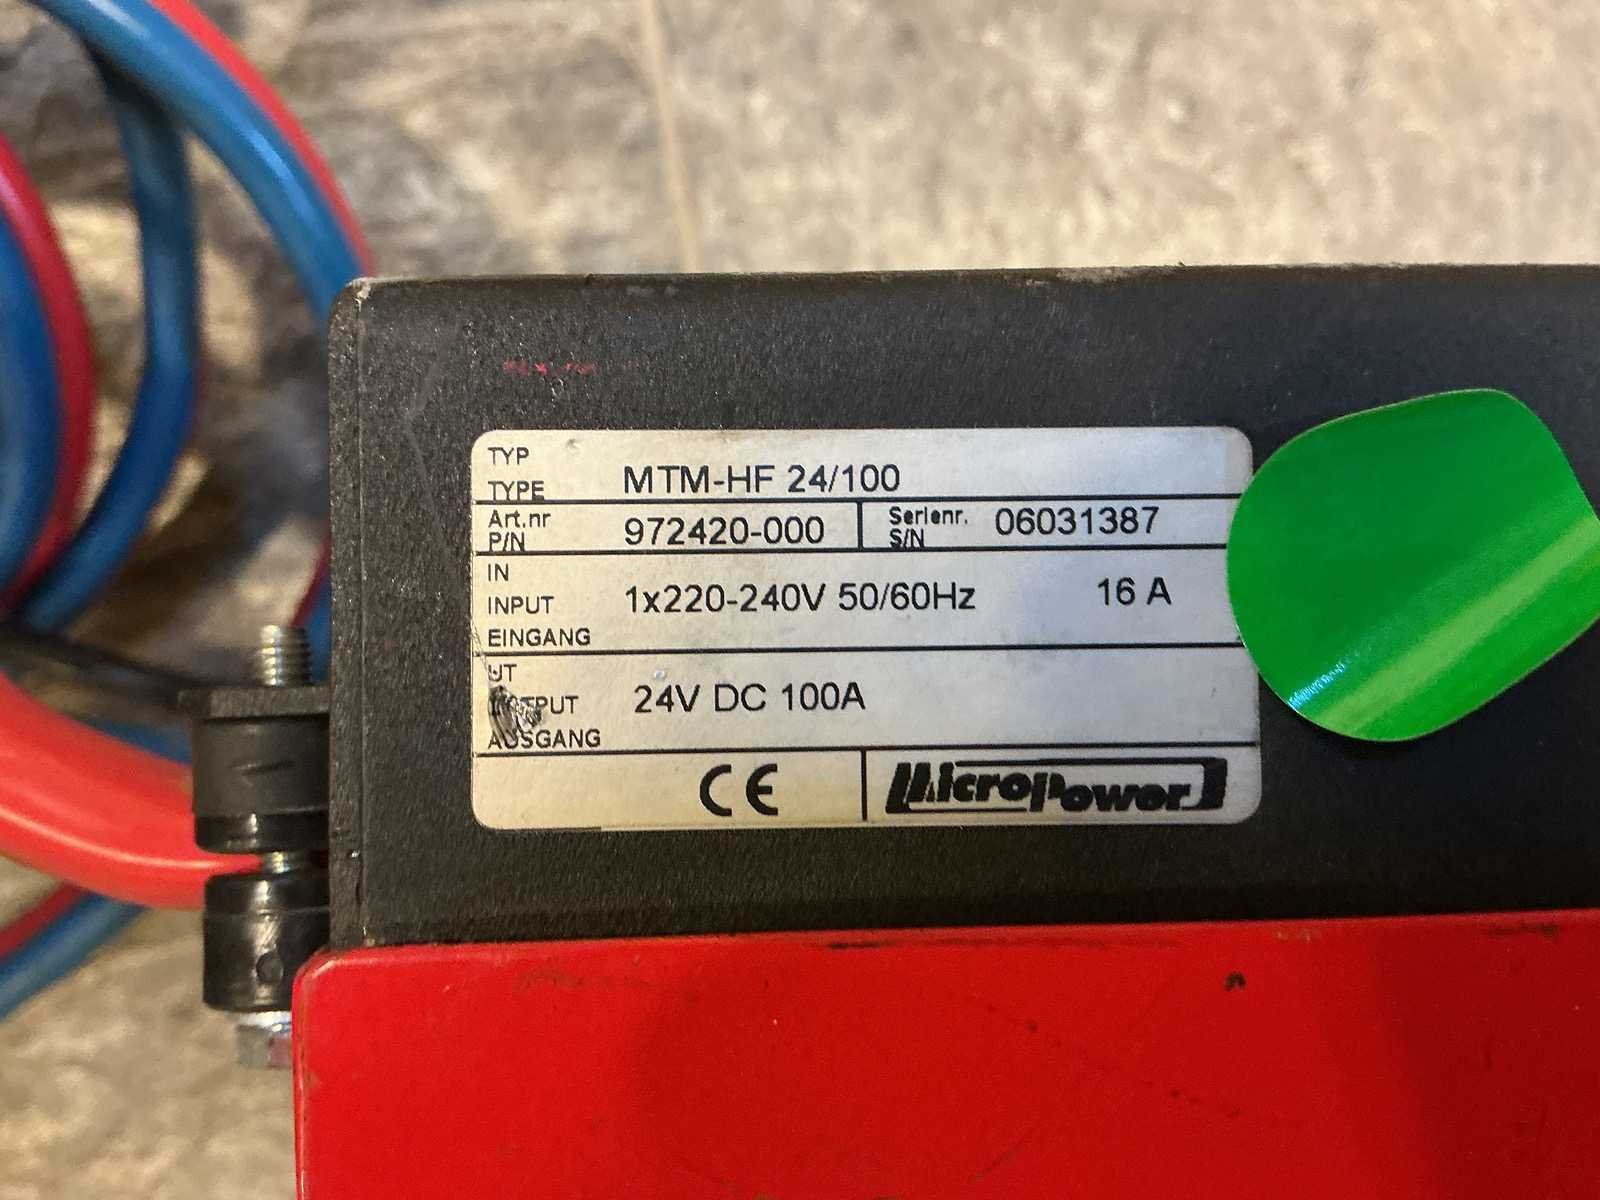 TYP
TYPE MTM-HF 24/100
Art.nr
P/N 972420-000 Serienr.
S/N 06031387
IN
INPUT 1x220-240V 50/60Hz 16 A
EINGANG
UT
OUTPUT 24V DC 100A
AUSGANG
CE MicroPower